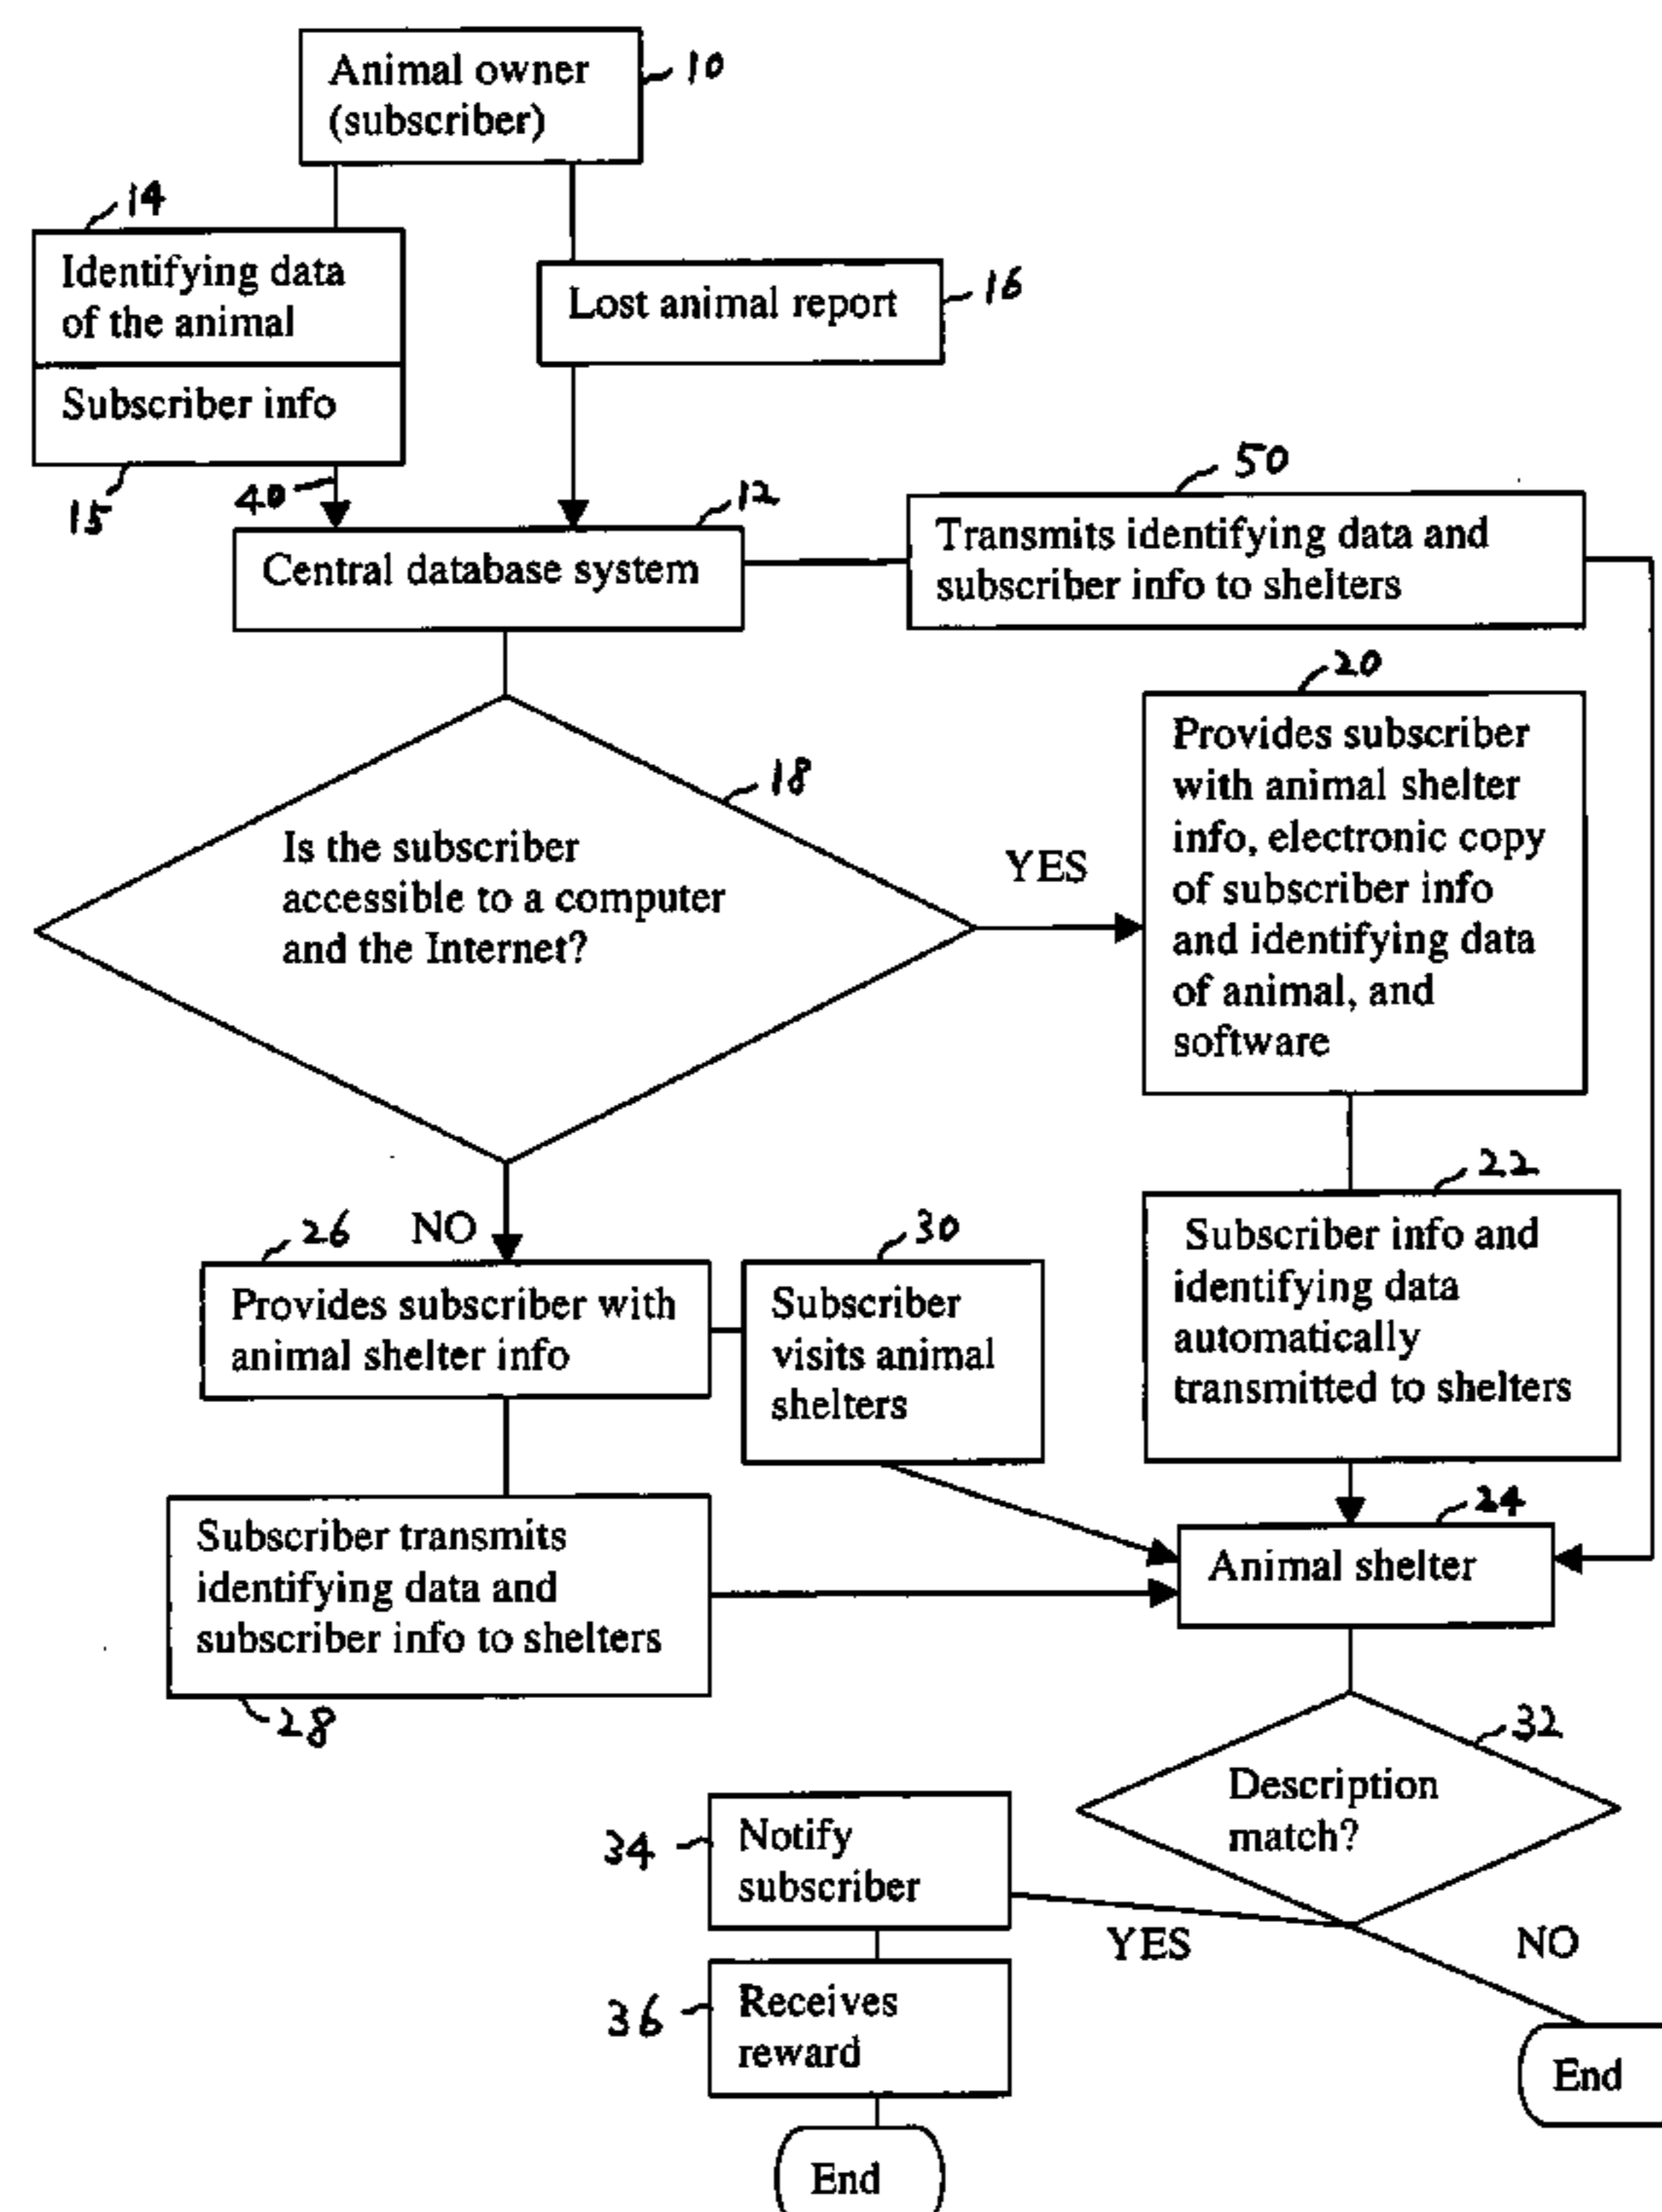 Animal owner
(subscriber)
10
14
Identifying data
of the animal
Subscriber info
15
Lost animal report
16
40
12
Central database system
50
Transmits identifying data and
subscriber info to shelters
18
Is the subscriber
accessible to a computer
and the Internet?
YES
20
Provides subscriber
with animal shelter
info, electronic copy
of subscriber info
and identifying data
of animal, and
software
22
Subscriber info and
identifying data
automatically
transmitted to shelters
NO
26
Provides subscriber with
animal shelter info
30
Subscriber
visits animal
shelters
24
Animal shelter
Subscriber transmits
identifying data and
subscriber info to shelters
28
32
Description
match?
34
Notify
subscriber
YES
NO
36
Receives
reward
End
End